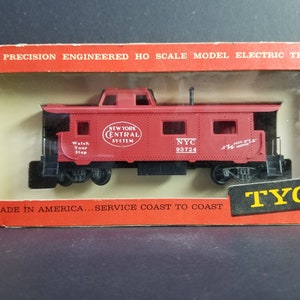 PRECISION ENGINEERED HO SCALE MODEL ELECTRIC
NEW YORK
CENTRAL
SYSTEM
Watch
Your
Step
NYC
93724
TYC
ADE IN AMERICA...SERVICE COAST TO COAST